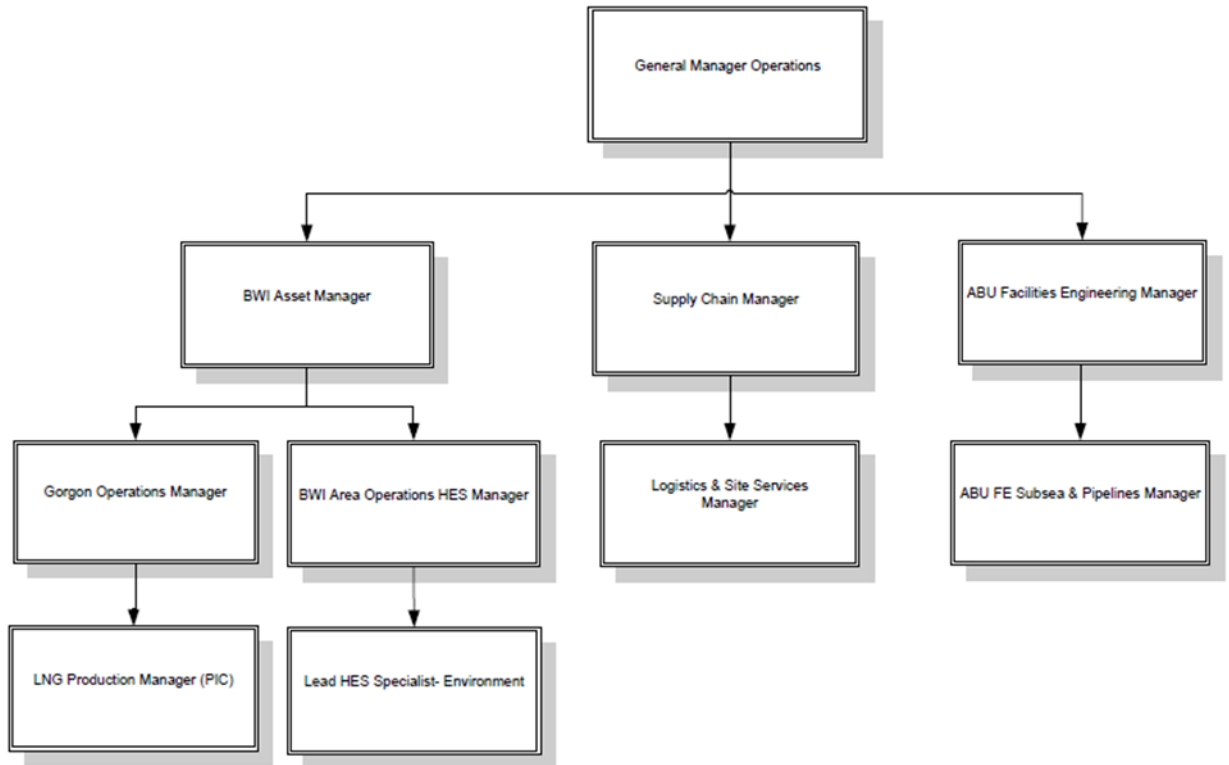 General Manager Operations
BWI Asset Manager
Supply Chain Manager
ABU Facilities Engineering Manager
Gorgon Operations Manager
BWI Area Operations HES Manager
Logistics & Site Services
Manager
ABU FE Subsea & Pipelines Manager
LNG Production Manager (PIC)
Lead HES Specialist- Environment